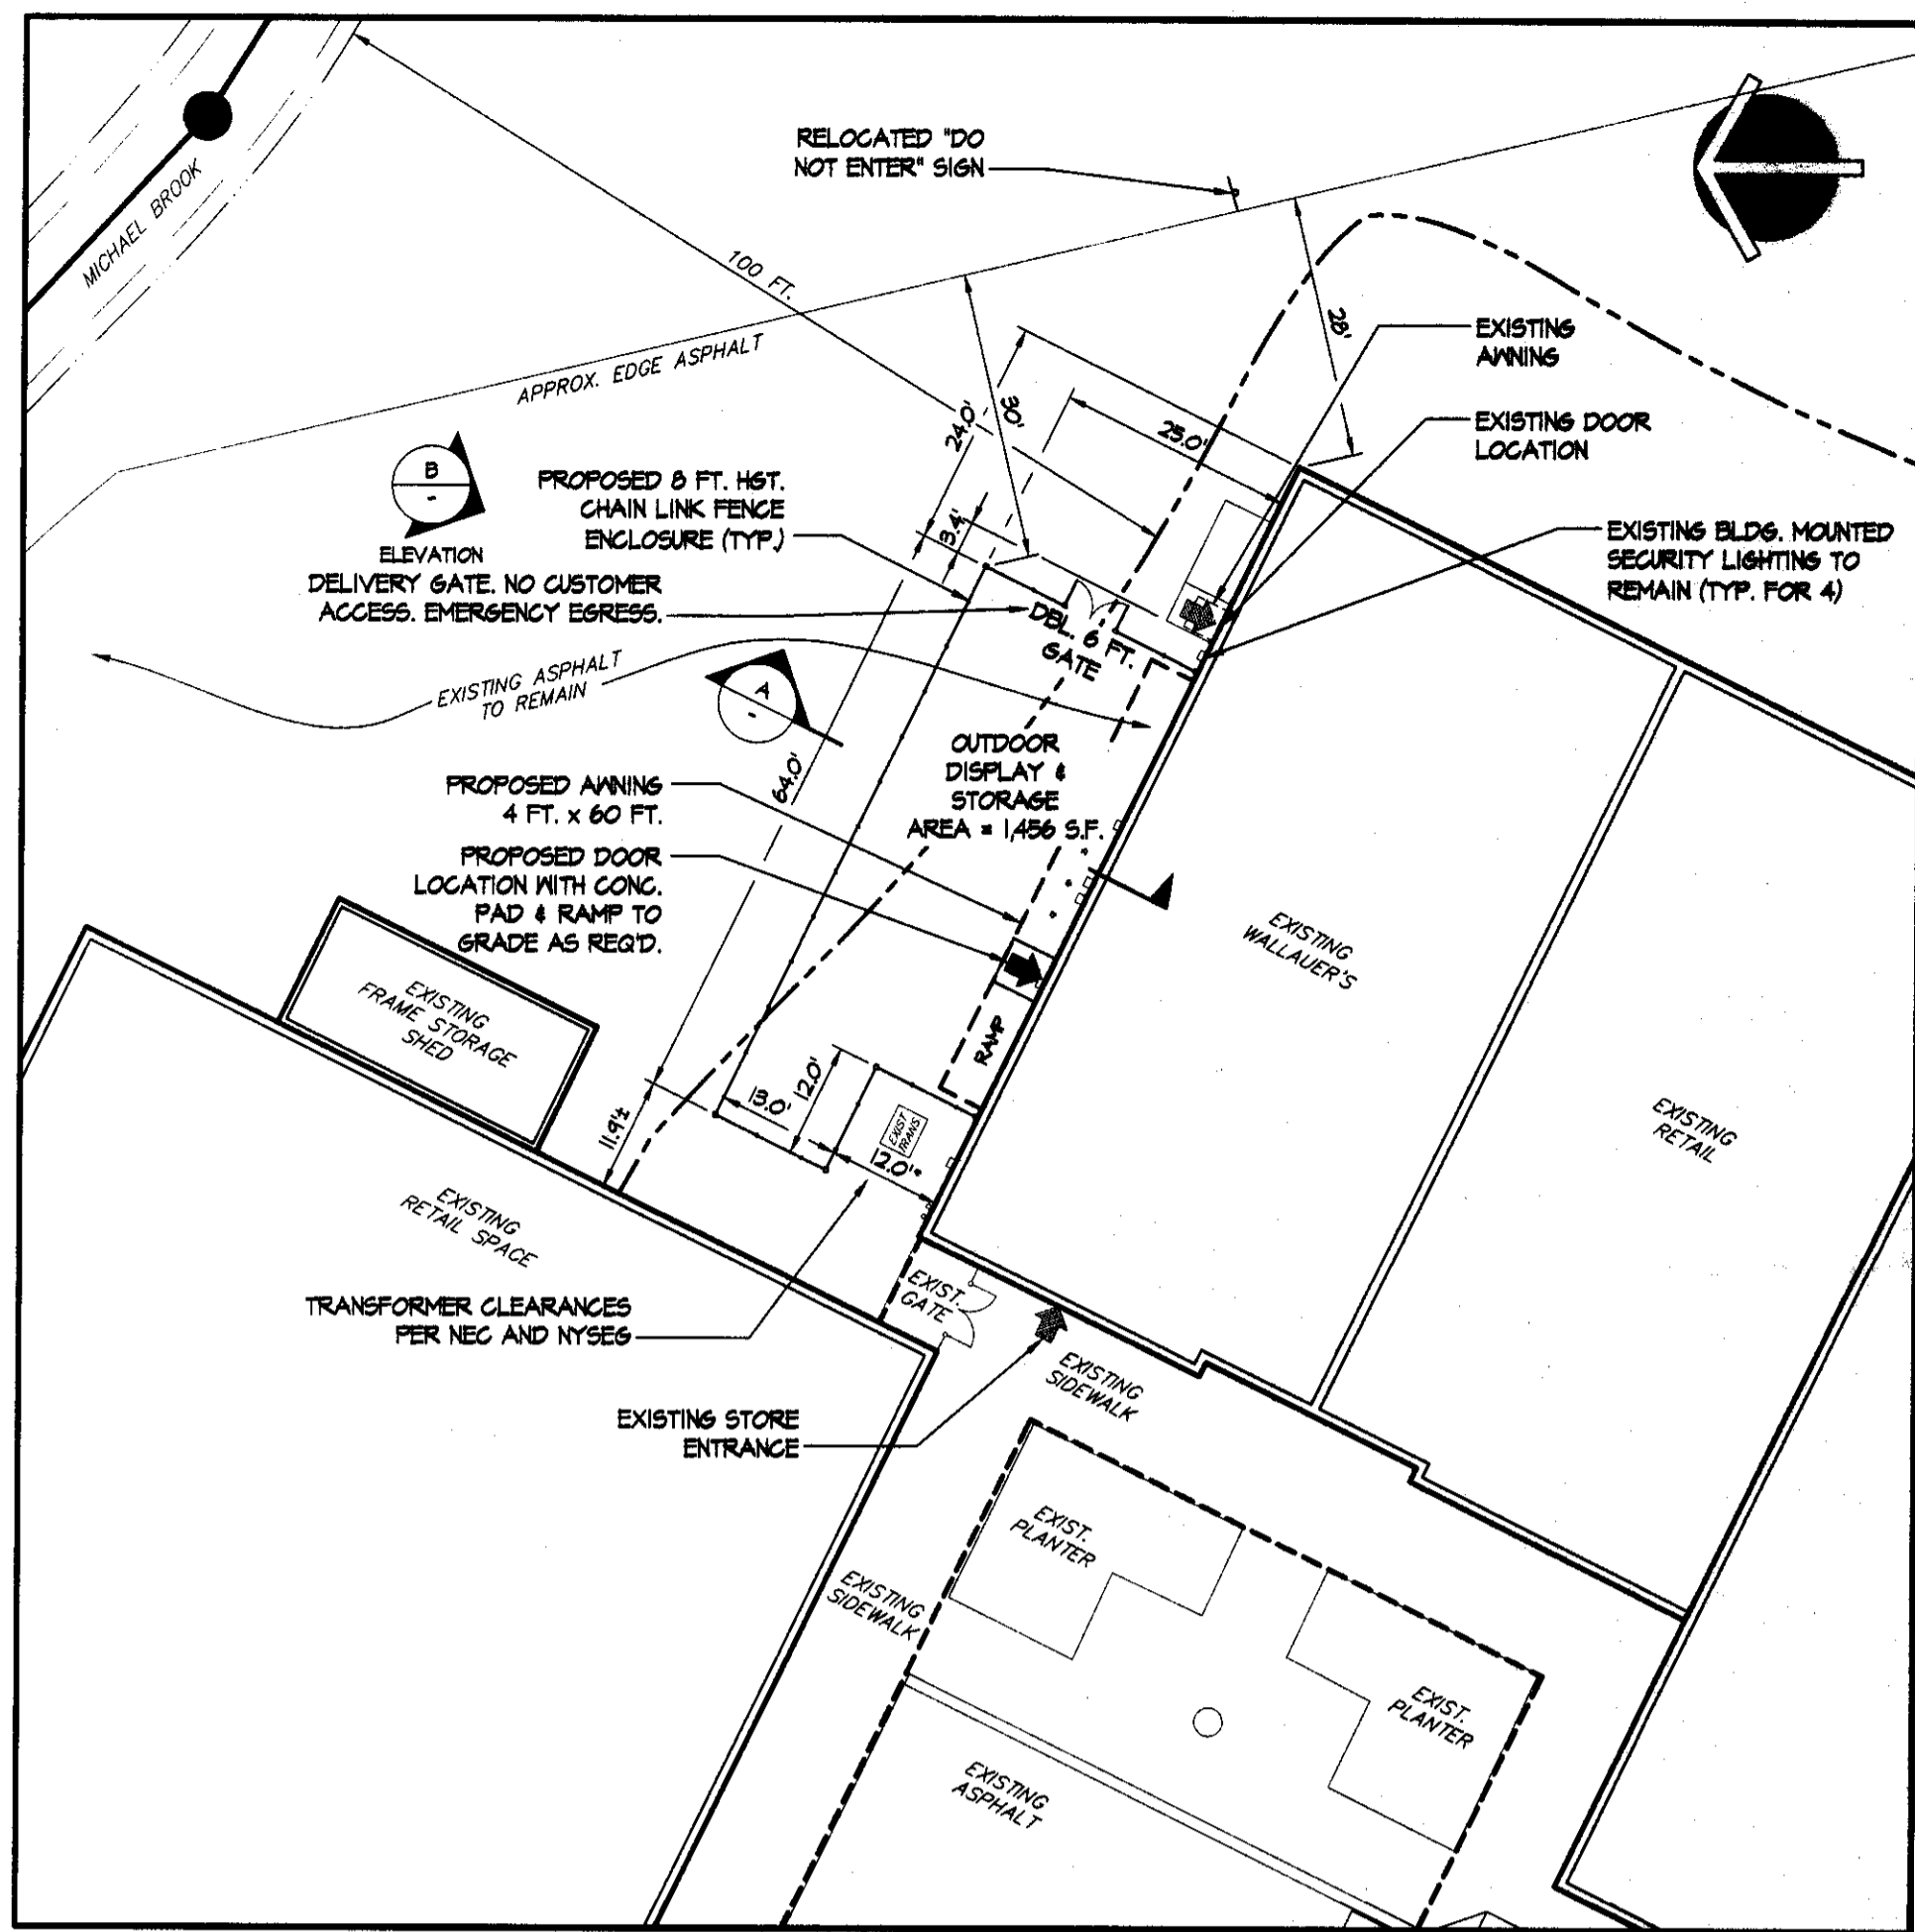 RELOCATED "DO
NOT ENTER" SIGN
MICHAEL BROOK
100 FT.
APPROX. EDGE ASPHALT
28'
EXISTING
AWNING
24.0'
30'
25.0'
EXISTING DOOR
LOCATION
B
-
ELEVATION
PROPOSED 8 FT. HGT.
CHAIN LINK FENCE
ENCLOSURE (TYP.)
3.4'
EXISTING BLDG. MOUNTED
SECURITY LIGHTING TO
REMAIN (TYP. FOR 4)
DELIVERY GATE. NO CUSTOMER
ACCESS. EMERGENCY EGRESS.
DBL. 6 FT.
GATE
EXISTING ASPHALT
TO REMAIN
A
-
OUTDOOR
DISPLAY &
STORAGE
AREA = 1,456 S.F.
64.0'
PROPOSED AWNING
4 FT. x 60 FT.
PROPOSED DOOR
LOCATION WITH CONC.
PAD & RAMP TO
GRADE AS REQ'D.
EXISTING
WALLAUER'S
EXISTING
FRAME STORAGE
SHED
RAMP
13.0'
12.0'
11.9'±
EXIST
TRANS
12.0'±
EXISTING
RETAIL
EXISTING
RETAIL SPACE
EXIST.
GATE
TRANSFORMER CLEARANCES
PER NEC AND NYSEG
EXISTING
SIDEWALK
EXISTING STORE
ENTRANCE
EXIST.
PLANTER
EXISTING
SIDEWALK
EXIST.
PLANTER
EXISTING
ASPHALT